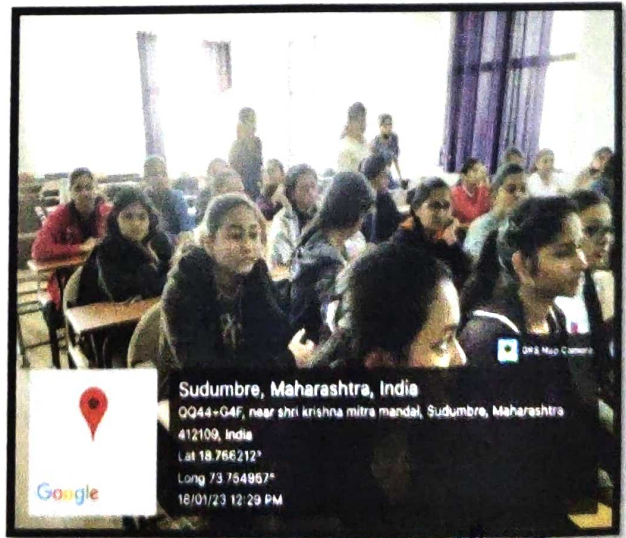 GPS Map Camera
Sudumbre, Maharashtra, India
QQ44+G4F, near shri krishna mitra mandal, Sudumbre, Maharashtra
412109, India
Lat 18.766212°
Long 73.754957°
18/01/23 12:29 PM
Google